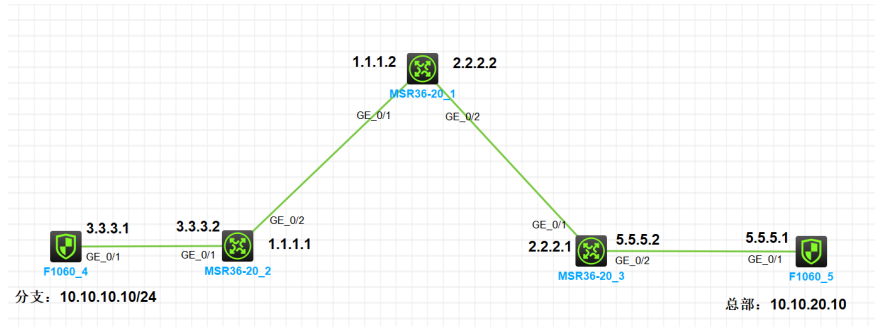 1.1.1.2
2.2.2.2
MSR36-20_1
GE_0/1
GE_0/2
GE_0/2
GE_0/1
3.3.3.1
3.3.3.2
1.1.1.1
2.2.2.1
5.5.5.2
5.5.5.1
GE_0/1
GE_0/1
GE_0/2
GE_0/1
F1060_4
MSR36-20_2
MSR36-20_3
F1060_5
分支：10.10.10.10/24
总部：10.10.20.10